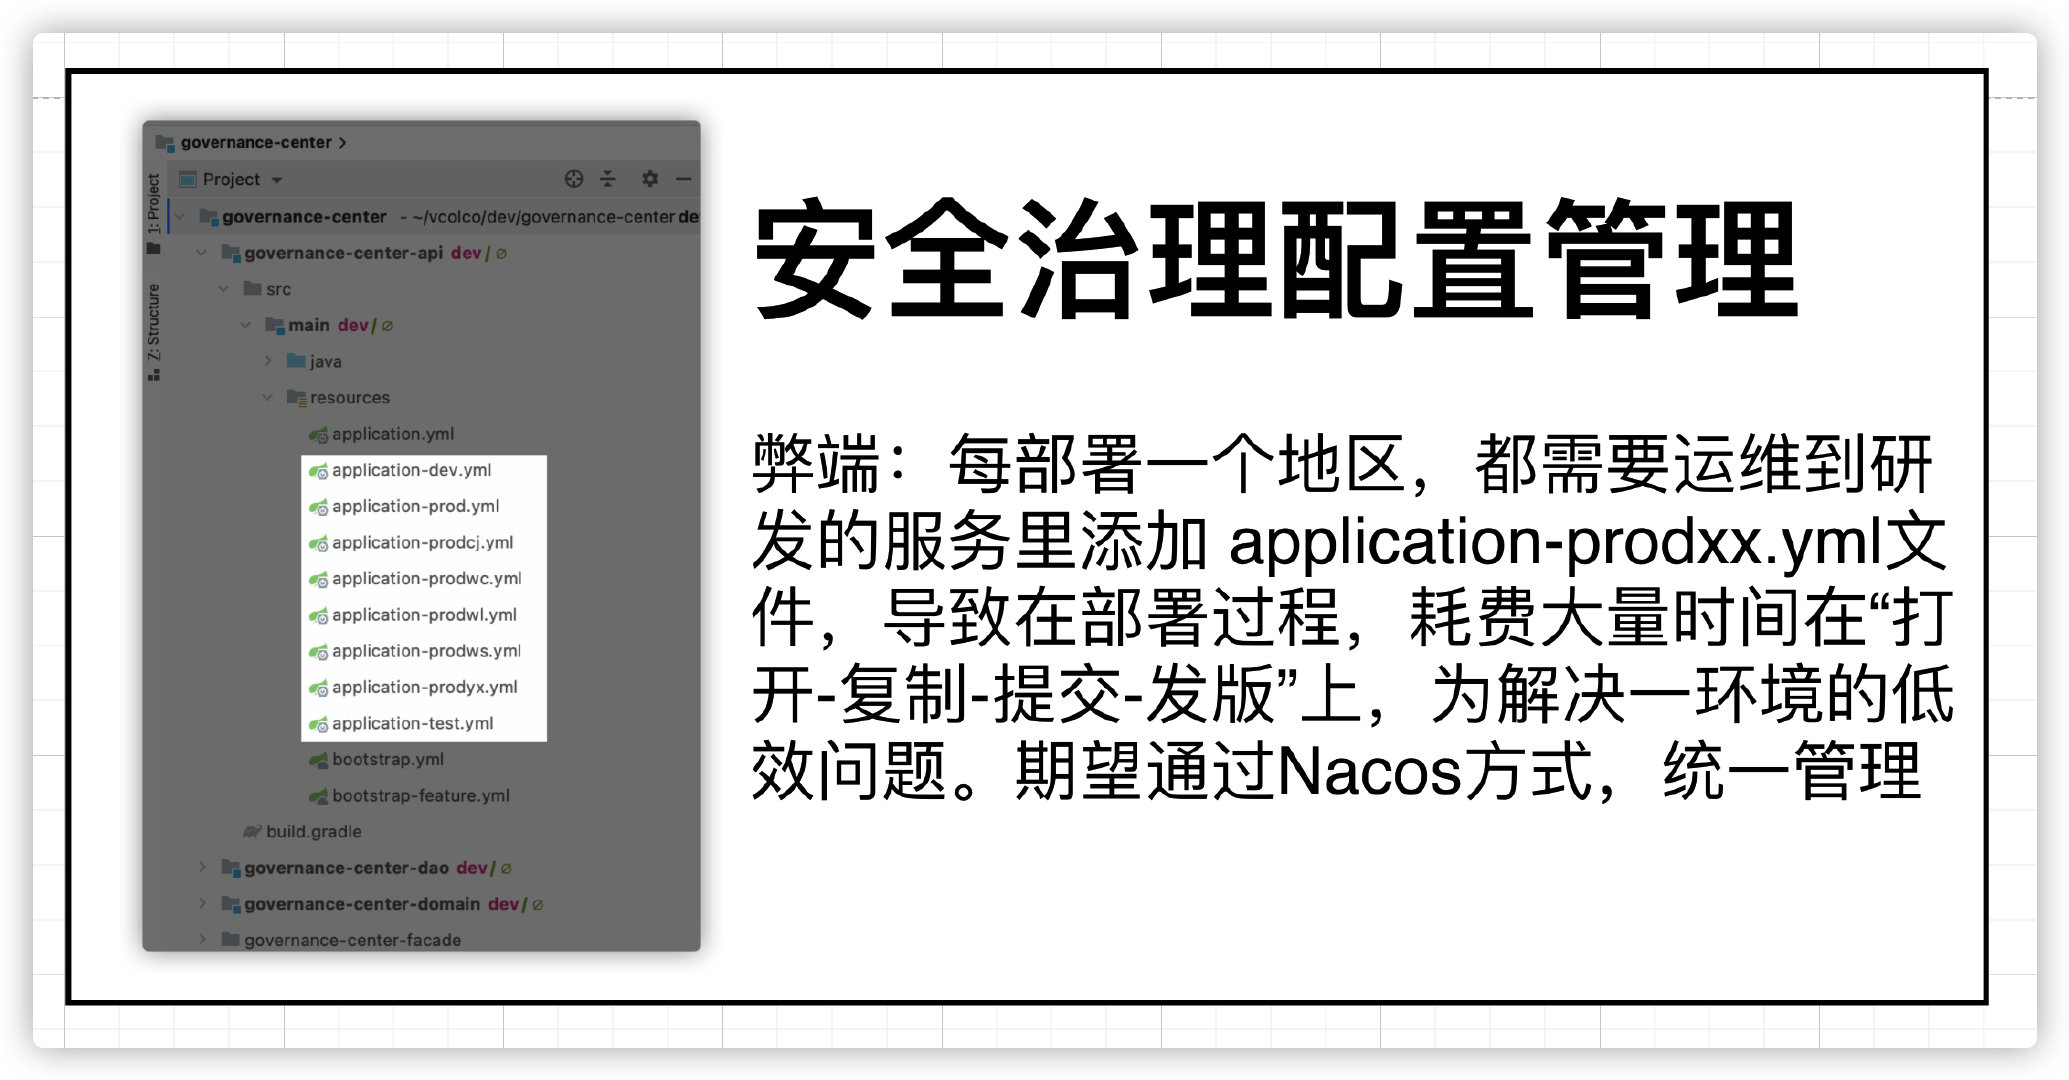 governance-center
Project
1: Project
Z: Structure
governance-center - ~/vcolco/dev/governance-center de
governance-center-api dev / ∅
src
main dev / ∅
java
resources
application.yml
application-dev.yml
application-prod.yml
application-prodcj.yml
application-prodwc.yml
application-prodwl.yml
application-prodws.yml
application-prodyx.yml
application-test.yml
bootstrap.yml
bootstrap-feature.yml
build.gradle
governance-center-dao dev / ∅
governance-center-domain dev / ∅
governance-center-facade
安全治理配置管理
弊端：每部署一个地区，都需要运维到研
发的服务里添加 application-prodxx.yml文
件，导致在部署过程，耗费大量时间在“打
开-复制-提交-发版”上，为解决一环境的低
效问题。期望通过Nacos方式，统一管理